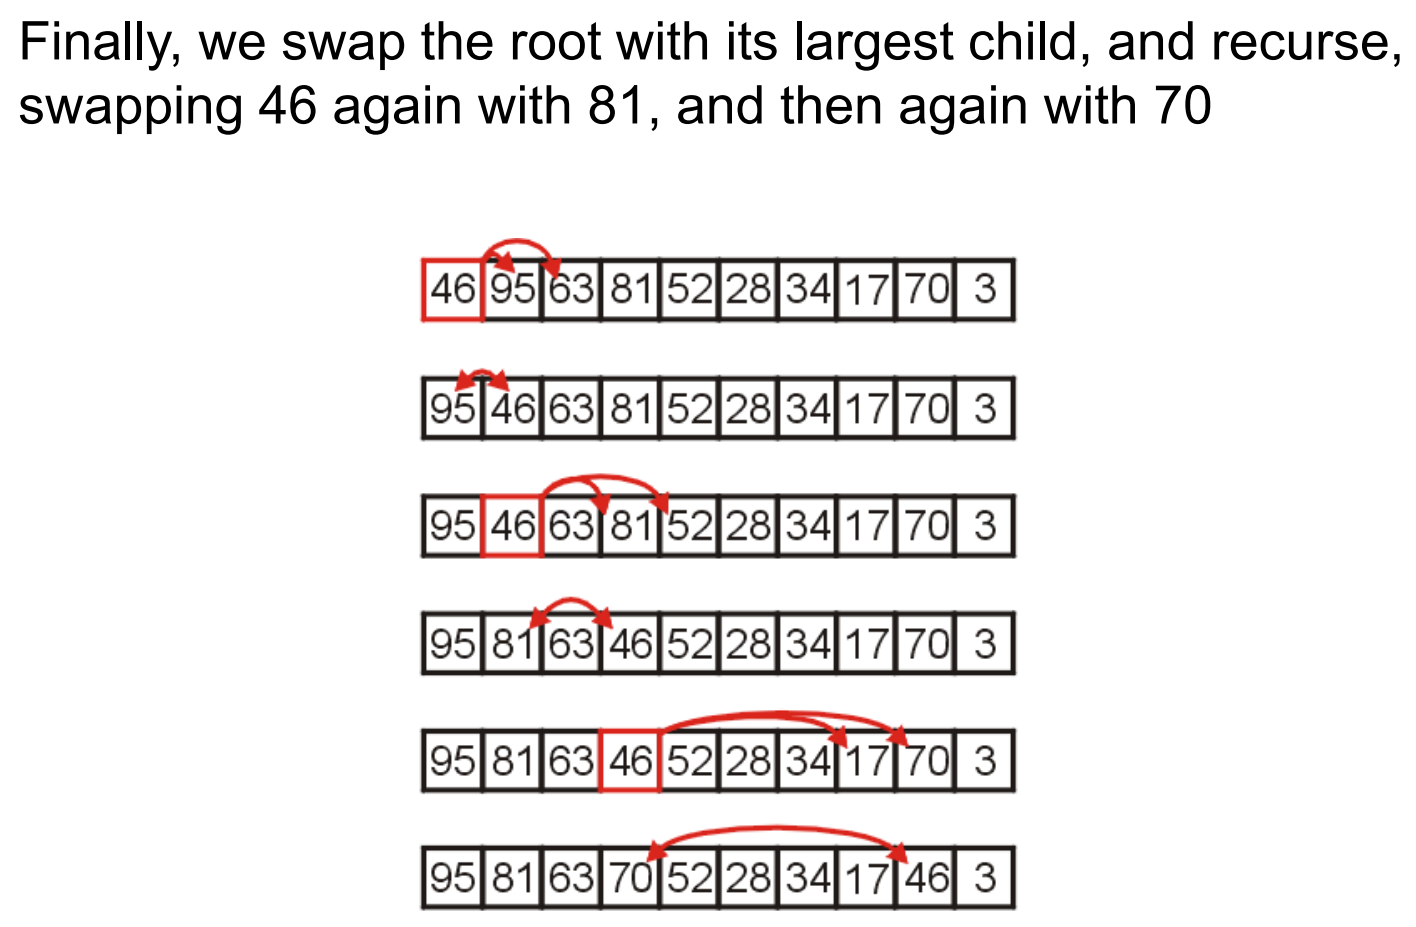 Finally, we swap the root with its largest child, and recurse,
swapping 46 again with 81, and then again with 70
46 95 63 81 52 28 34 17 70 3
95 46 63 81 52 28 34 17 70 3
95 46 63 81 52 28 34 17 70 3
95 81 63 46 52 28 34 17 70 3
95 81 63 46 52 28 34 17 70 3
95 81 63 70 52 28 34 17 46 3